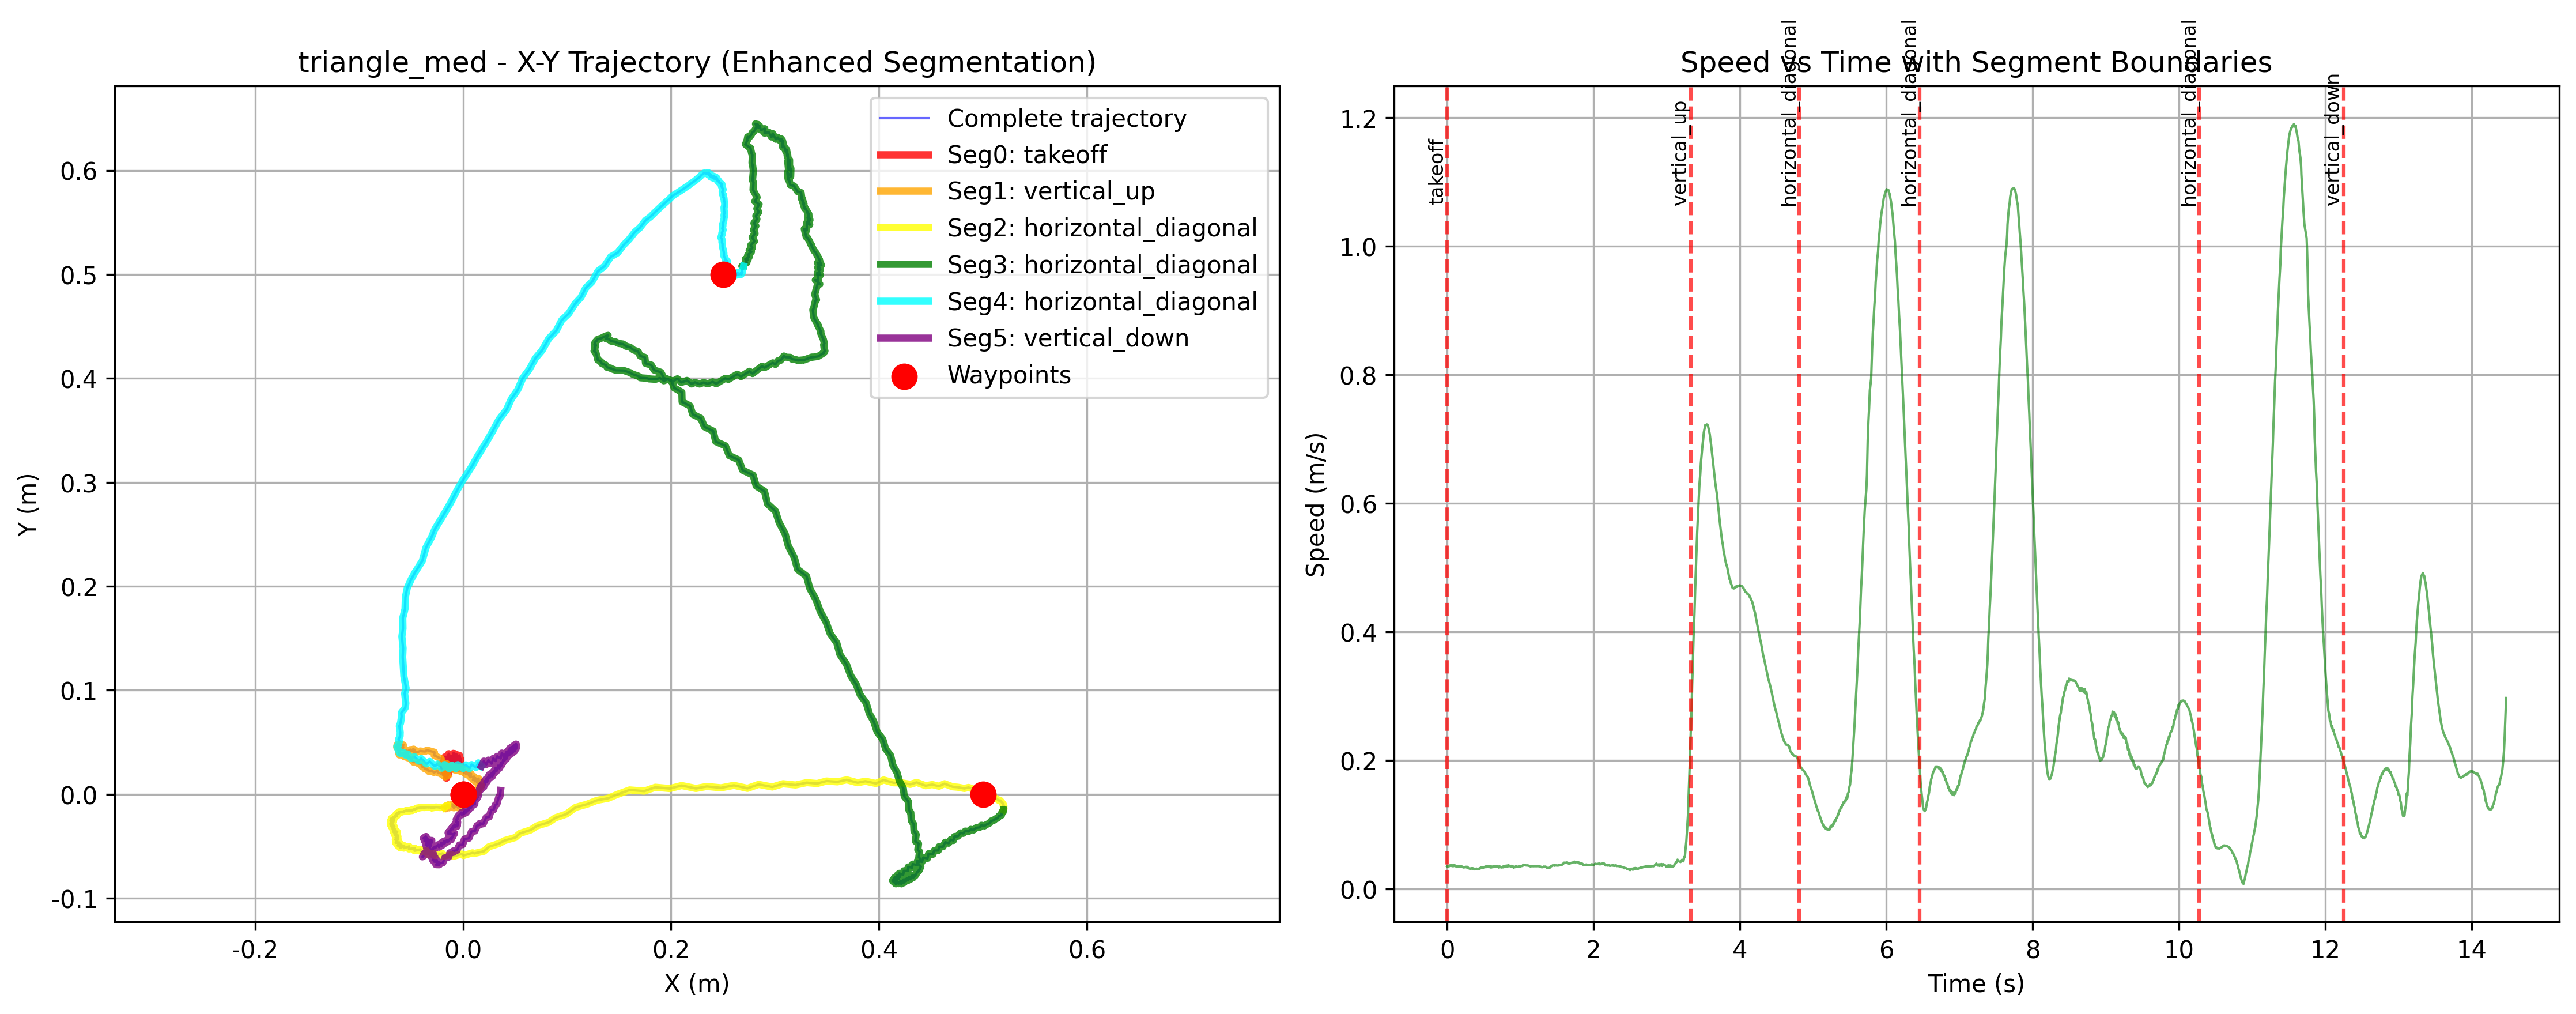 triangle_med - X-Y Trajectory (Enhanced Segmentation)
Complete trajectory
Seg0: takeoff
Seg1: vertical_up
Seg2: horizontal_diagonal
Seg3: horizontal_diagonal
Seg4: horizontal_diagonal
Seg5: vertical_down
Waypoints
Y (m)
0.6
0.5
0.4
0.3
0.2
0.1
0.0
-0.1
-0.2
0.0
0.2
0.4
0.6
X (m)
Speed vs Time with Segment Boundaries
takeoff
vertical_up
horizontal_diagonal
horizontal_diagonal
horizontal_diagonal
vertical_down
Speed (m/s)
1.2
1.0
0.8
0.6
0.4
0.2
0.0
0
2
4
6
8
10
12
14
Time (s)